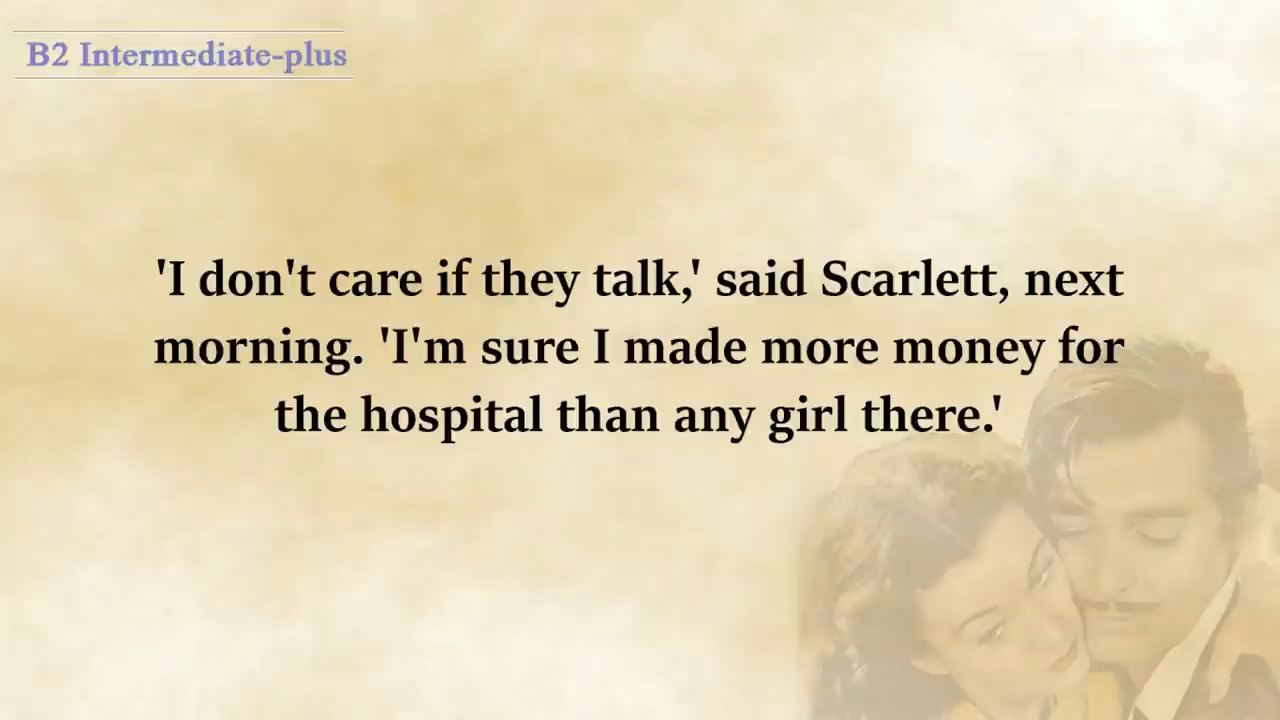 B2 Intermediate-plus
'I don't care if they talk,' said Scarlett, next
morning. 'I'm sure I made more money for
the hospital than any girl there.'